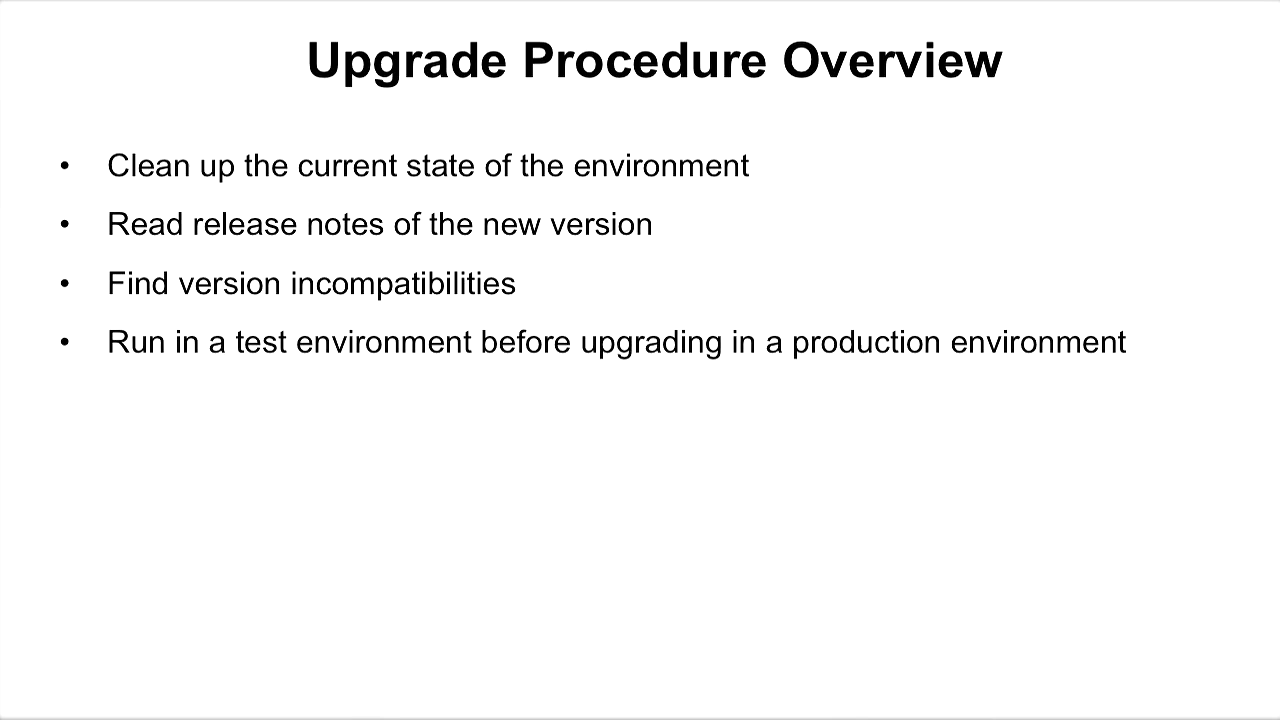 Upgrade Procedure Overview
• Clean up the current state of the environment
• Read release notes of the new version
• Find version incompatibilities
• Run in a test environment before upgrading in a production environment